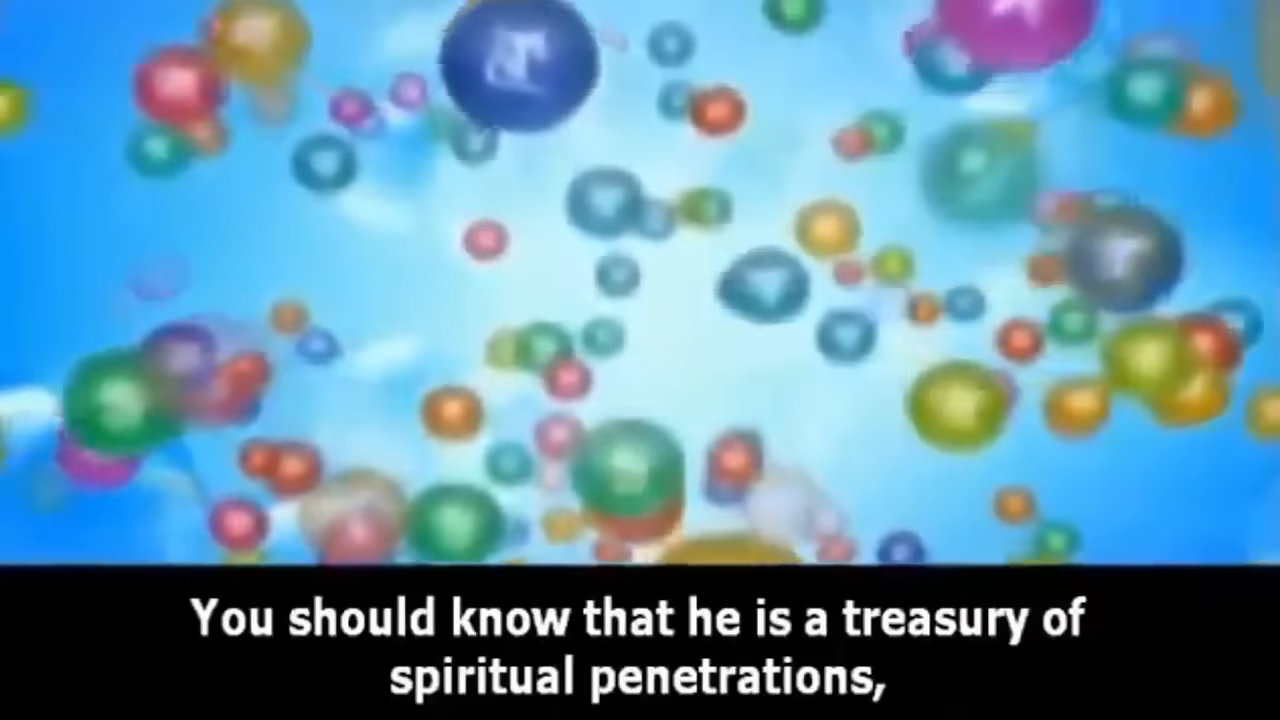 You should know that he is a treasury of
spiritual penetrations,